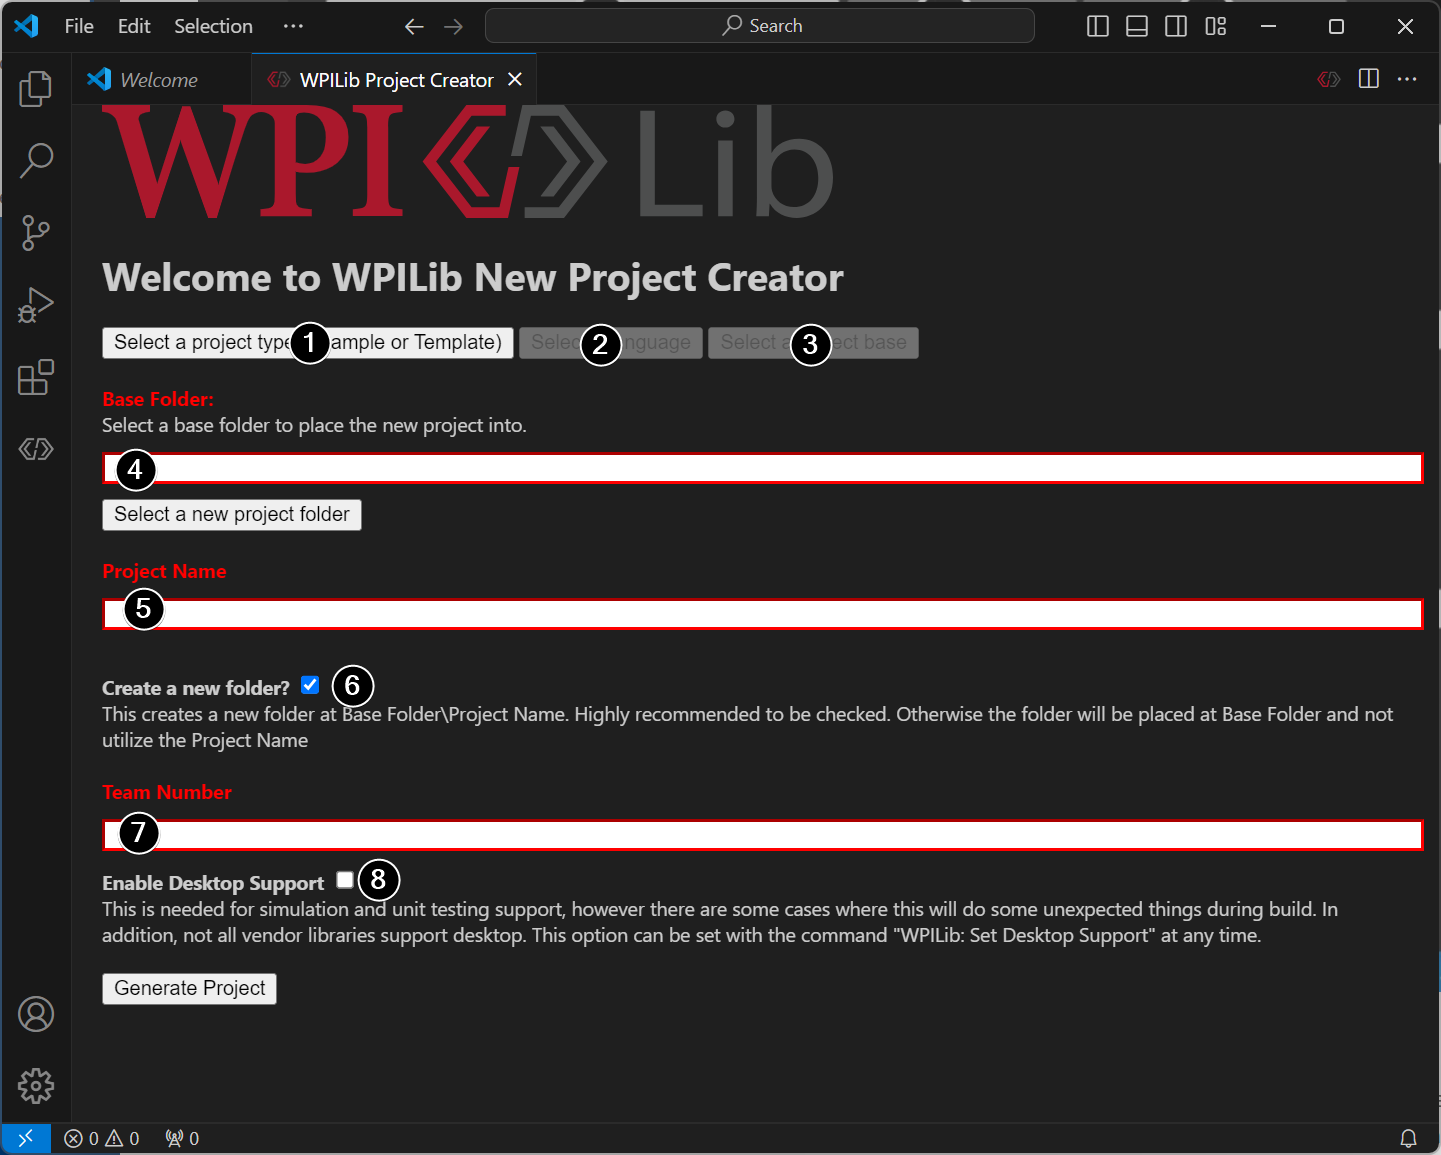 File Edit Selection ··· Search
Welcome WPILib Project Creator
WPI Lib
Welcome to WPILib New Project Creator
Select a project type 1 ample or Template) Selec 2 nguage Select a 3 ect base
Base Folder:
Select a base folder to place the new project into.
4
Select a new project folder
Project Name
5
Create a new folder? 6
This creates a new folder at Base Folder\Project Name. Highly recommended to be checked. Otherwise the folder will be placed at Base Folder and not
utilize the Project Name
Team Number
7
Enable Desktop Support 8
This is needed for simulation and unit testing support, however there are some cases where this will do some unexpected things during build. In
addition, not all vendor libraries support desktop. This option can be set with the command "WPILib: Set Desktop Support" at any time.
Generate Project
0 0 0